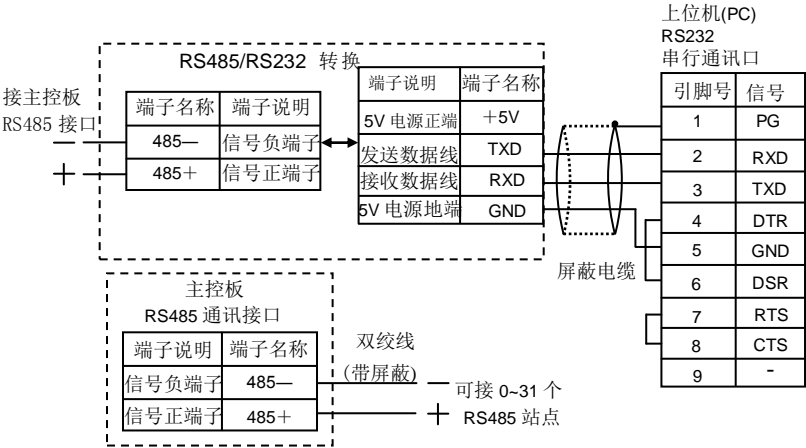 上位机(PC)
RS232
串行通讯口
RS485/RS232 转换
接主控板
RS485 接口
端子名称 端子说明
485— 信号负端子
485＋ 信号正端子
端子说明 端子名称
5V 电源正端 ＋5V
发送数据线 TXD
接收数据线 RXD
5V 电源地端 GND
屏蔽电缆
引脚号 信号
1 PG
2 RXD
3 TXD
4 DTR
5 GND
6 DSR
7 RTS
8 CTS
9 -
主控板
RS485 通讯接口
端子说明 端子名称
信号负端子 485—
信号正端子 485＋
双绞线
(带屏蔽)
可接 0~31 个
RS485 站点